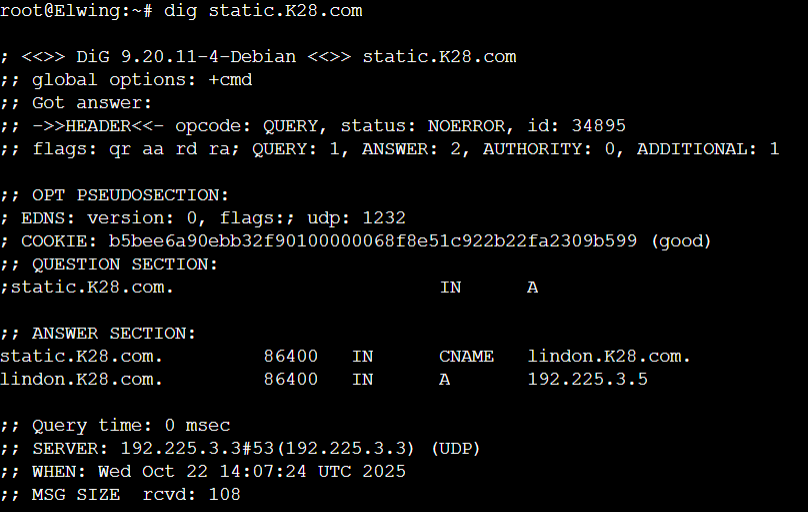 root@Elwing:~# dig static.K28.com
; <<>> DiG 9.20.11-4-Debian <<>> static.K28.com
;; global options: +cmd
;; Got answer:
;; ->>HEADER<<- opcode: QUERY, status: NOERROR, id: 34895
;; flags: qr aa rd ra; QUERY: 1, ANSWER: 2, AUTHORITY: 0, ADDITIONAL: 1
;; OPT PSEUDOSECTION:
; EDNS: version: 0, flags:; udp: 1232
; COOKIE: b5bee6a90ebb32f90100000068f8e51c922b22fa2309b599 (good)
;; QUESTION SECTION:
;static.K28.com. IN A
;; ANSWER SECTION:
static.K28.com. 86400 IN CNAME lindon.K28.com.
lindon.K28.com. 86400 IN A 192.225.3.5
;; Query time: 0 msec
;; SERVER: 192.225.3.3#53(192.225.3.3) (UDP)
;; WHEN: Wed Oct 22 14:07:24 UTC 2025
;; MSG SIZE  rcvd: 108